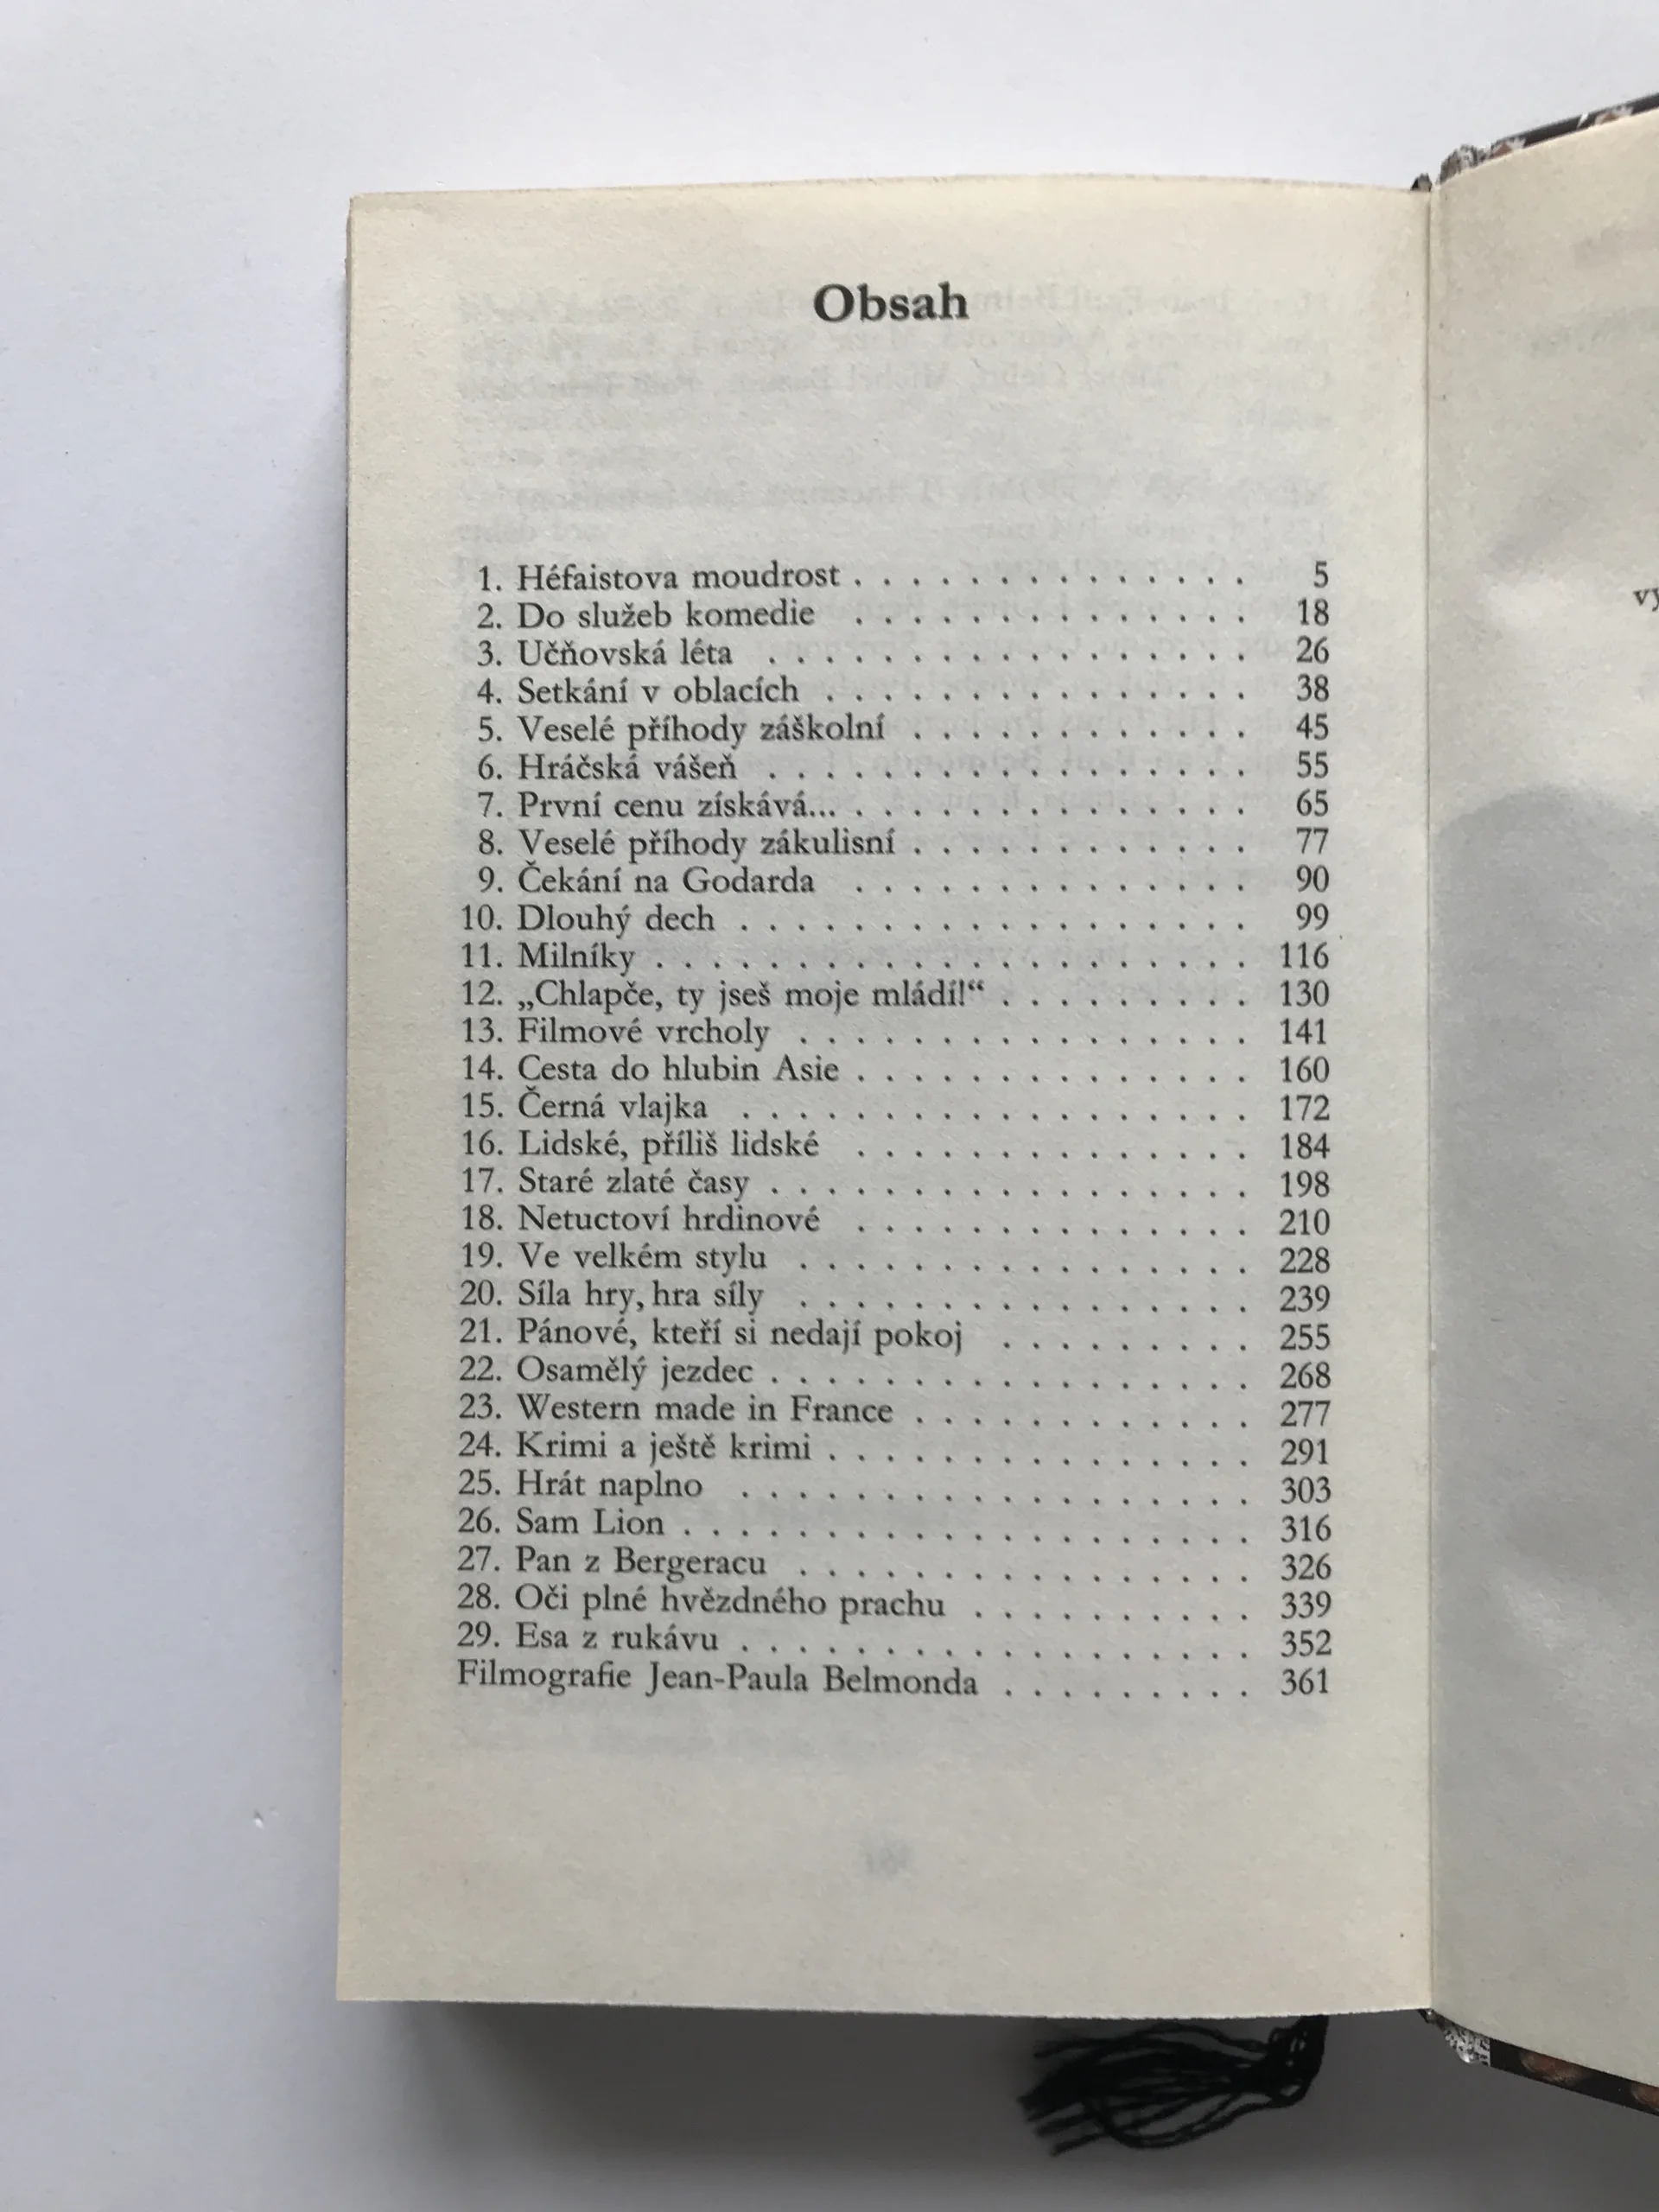 Obsah
1. Héfaistova moudrost . . . . . . . . . . . . . . 5
2. Do služeb komedie . . . . . . . . . . . . . . 18
3. Učňovská léta . . . . . . . . . . . . . . . . . 26
4. Setkání v oblacích . . . . . . . . . . . . . . . 38
5. Veselé příhody záškolní . . . . . . . . . . . . 45
6. Hráčská vášeň . . . . . . . . . . . . . . . . . 55
7. První cenu získává... . . . . . . . . . . . . . . 65
8. Veselé příhody zákulisní . . . . . . . . . . . . 77
9. Čekání na Godarda . . . . . . . . . . . . . . 90
10. Dlouhý dech . . . . . . . . . . . . . . . . . . 99
11. Milníky . . . . . . . . . . . . . . . . . . . . . 116
12. „Chlapče, ty jseš moje mládí!“ . . . . . . . . . 130
13. Filmové vrcholy . . . . . . . . . . . . . . . . 141
14. Cesta do hlubin Asie . . . . . . . . . . . . . . 160
15. Černá vlajka . . . . . . . . . . . . . . . . . . 172
16. Lidské, příliš lidské . . . . . . . . . . . . . . 184
17. Staré zlaté časy . . . . . . . . . . . . . . . . . 198
18. Netuctoví hrdinové . . . . . . . . . . . . . . 210
19. Ve velkém stylu . . . . . . . . . . . . . . . . 228
20. Síla hry, hra síly . . . . . . . . . . . . . . . . 239
21. Pánové, kteří si nedají pokoj . . . . . . . . . 255
22. Osamělý jezdec . . . . . . . . . . . . . . . . . 268
23. Western made in France . . . . . . . . . . . . 277
24. Krimi a ještě krimi . . . . . . . . . . . . . . . 291
25. Hrát naplno . . . . . . . . . . . . . . . . . . 303
26. Sam Lion . . . . . . . . . . . . . . . . . . . . 316
27. Pan z Bergeracu . . . . . . . . . . . . . . . . 326
28. Oči plné hvězdného prachu . . . . . . . . . . 339
29. Esa z rukávu . . . . . . . . . . . . . . . . . . 352
Filmografie Jean-Paula Belmonda . . . . . . . . . 361